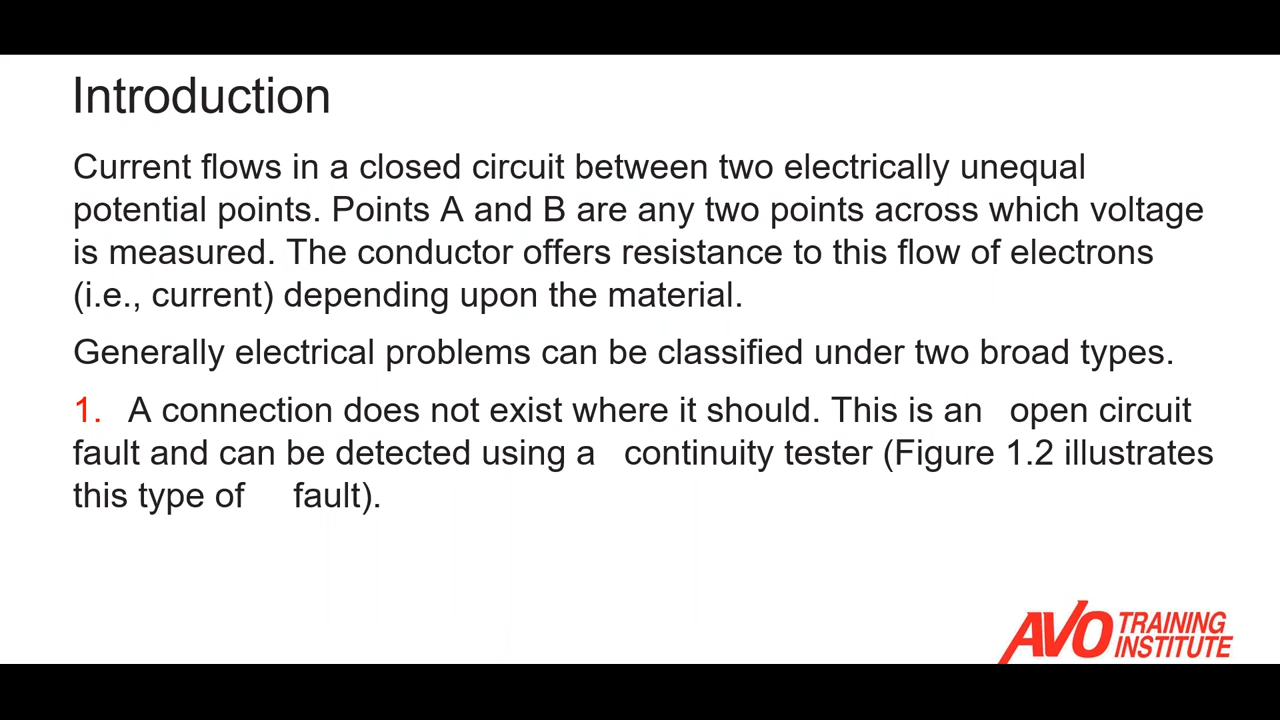 Introduction
Current flows in a closed circuit between two electrically unequal
potential points. Points A and B are any two points across which voltage
is measured. The conductor offers resistance to this flow of electrons
(i.e., current) depending upon the material.
Generally electrical problems can be classified under two broad types.
1. A connection does not exist where it should. This is an open circuit
fault and can be detected using a continuity tester (Figure 1.2 illustrates
this type of fault).
AVO TRAINING
INSTITUTE